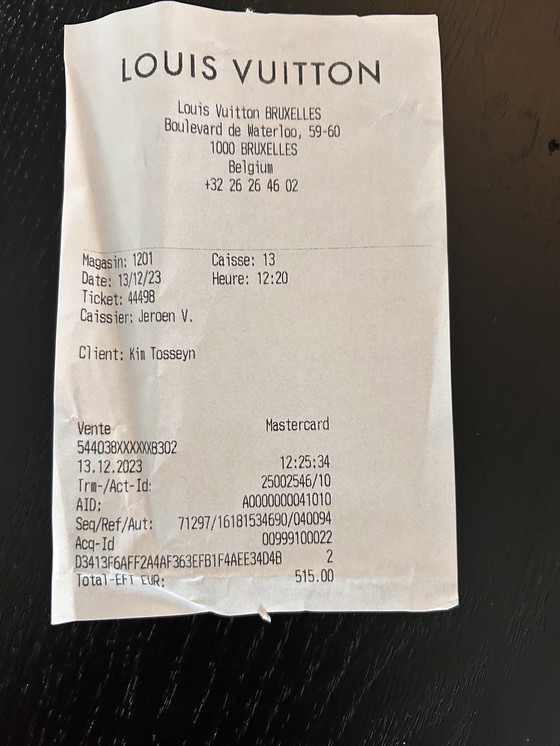 LOUIS VUITTON
Louis Vuitton BRUXELLES
Boulevard de Waterloo, 59-60
1000 BRUXELLES
Belgium
+32 26 26 46 02
Magasin: 1201 Caisse: 13
Date: 13/12/23 Heure: 12:20
Ticket: 44498
Caissier: Jeroen V.
Client: Kim Tosseyn
Vente Mastercard
544038XXXXXX8302
13.12.2023 12:25:34
Trm-/Act-Id: 25002546/10
AID: A0000000041010
Seq/Ref/Aut: 71297/16181534690/040094
Acq-Id 00999100022
D3413F6AFF2A4AF363EFB1F4AEE34D4B 2
Total-EFT EUR: 515.00